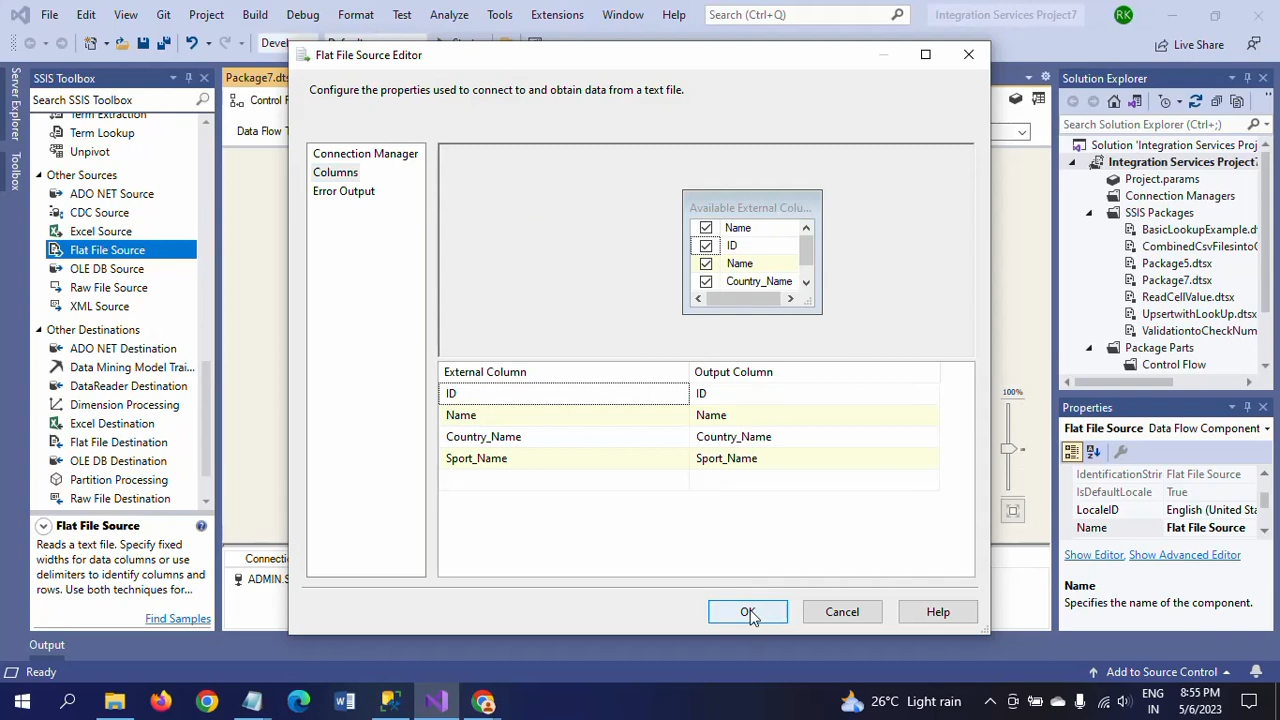 File Edit View Git Project Build Debug Format Test Analyze Tools Extensions Window Help Search (Ctrl+Q) Integration Services Project7 RK
Live Share
Server Explorer
Toolbox
SSIS Toolbox
Search SSIS Toolbox
Term Extraction
Term Lookup
Unpivot
Other Sources
ADO NET Source
CDC Source
Excel Source
Flat File Source
OLE DB Source
Raw File Source
XML Source
Other Destinations
ADO NET Destination
Data Mining Model Trai...
DataReader Destination
Dimension Processing
Excel Destination
Flat File Destination
OLE DB Destination
Partition Processing
Raw File Destination
Flat File Source
Reads a text file. Specify fixed
widths for data columns or use
delimiters to identify columns and
rows. Use both techniques for...
Find Samples
Package7.dts
Control F
Data Flow T
Connecti
ADMIN.S
Flat File Source Editor
Configure the properties used to connect to and obtain data from a text file.
Connection Manager
Columns
Error Output
Available External Colu...
Name
ID
Name
Country_Name
External Column Output Column
ID ID
Name Name
Country_Name Country_Name
Sport_Name Sport_Name
OK Cancel Help
100%
Solution Explorer
Search Solution Explorer (Ctrl+;)
Solution 'Integration Services Proj
Integration Services Project7
Project.params
Connection Managers
SSIS Packages
BasicLookupExample.d
CombinedCsvFilesintoC
Package5.dtsx
Package7.dtsx
ReadCellValue.dtsx
UpsertwithLookUp.dtsx
ValidationtoCheckNum
Package Parts
Control Flow
Properties
Flat File Source Data Flow Component
IdentificationStrir Flat File Source
IsDefaultLocale True
LocaleID English (United Sta
Name Flat File Source
Show Editor, Show Advanced Editor
Name
Specifies the name of the component.
Output
Ready
Add to Source Control
26°C Light rain
ENG
IN
8:55 PM
5/6/2023